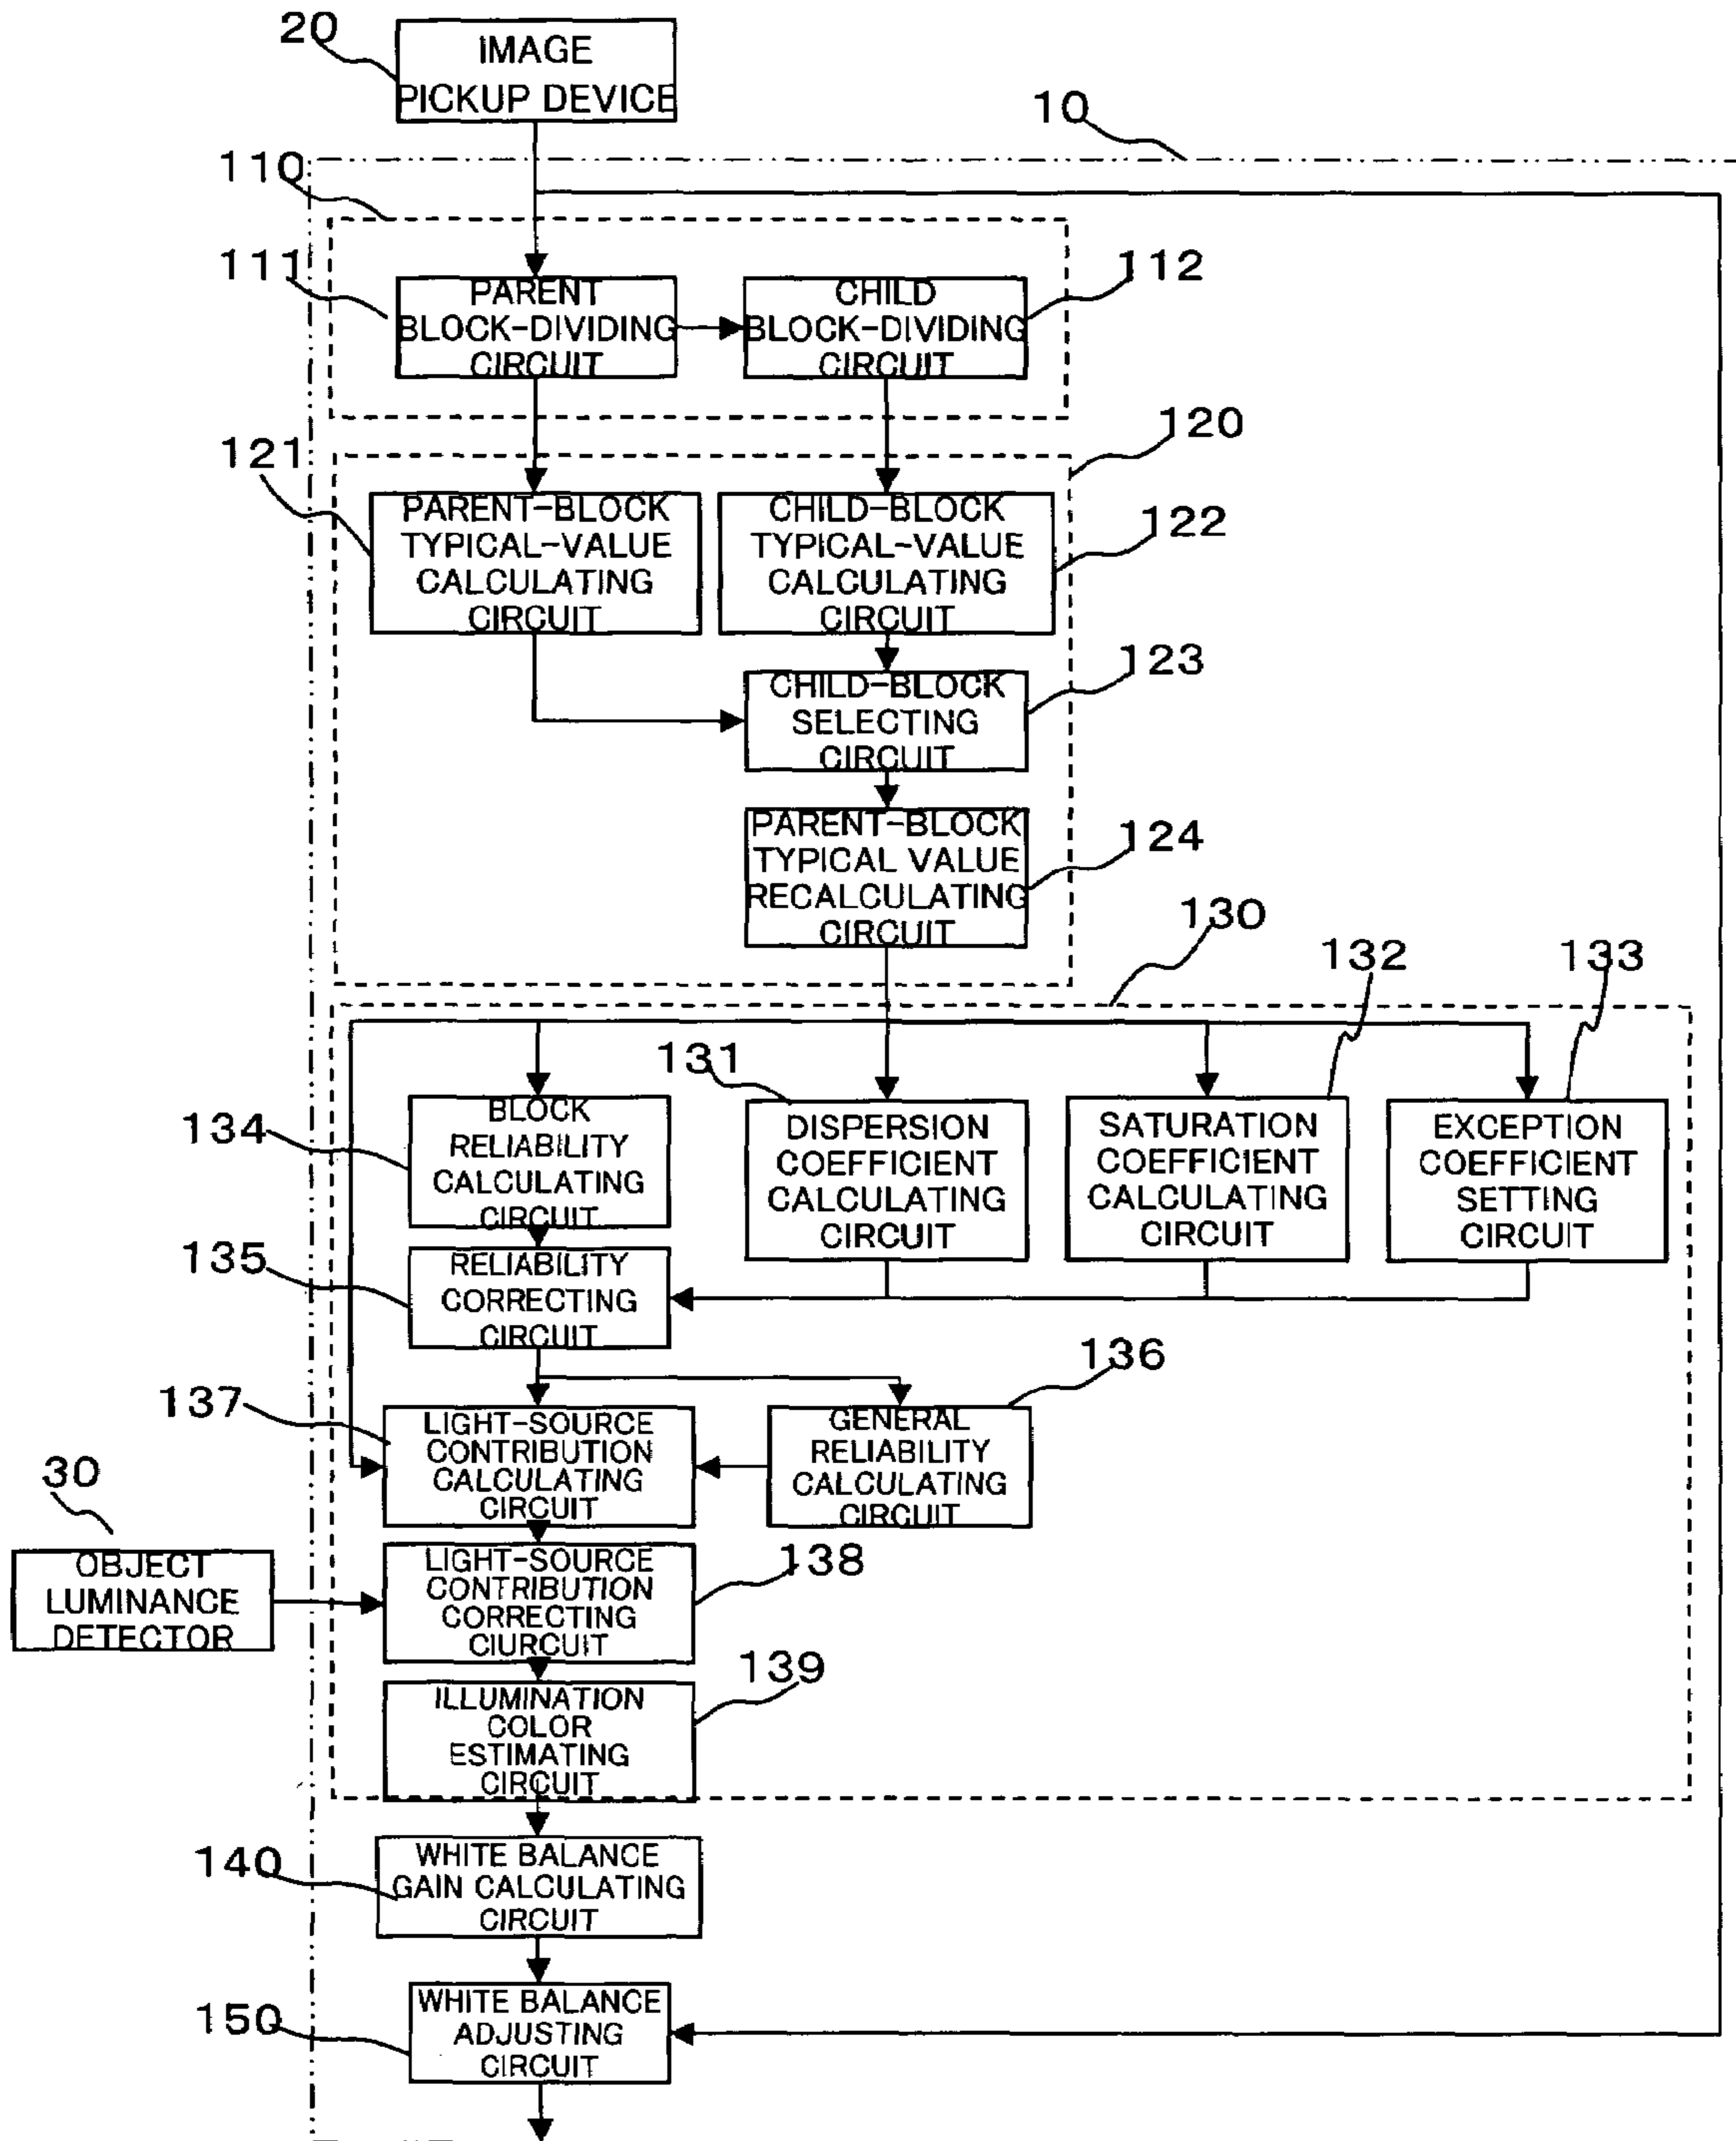 20
IMAGE
PICKUP DEVICE
10
110
111
PARENT
BLOCK-DIVIDING
CIRCUIT
CHILD
BLOCK-DIVIDING
CIRCUIT
112
120
121
PARENT-BLOCK
TYPICAL-VALUE
CALCULATING
CIRCUIT
CHILD-BLOCK
TYPICAL-VALUE
CALCULATING
CIRCUIT
122
CHILD-BLOCK
SELECTING
CIRCUIT
123
PARENT-BLOCK
TYPICAL VALUE
RECALCULATING
CIRCUIT
124
130
132
133
131
134
BLOCK
RELIABILITY
CALCULATING
CIRCUIT
DISPERSION
COEFFICIENT
CALCULATING
CIRCUIT
SATURATION
COEFFICIENT
CALCULATING
CIRCUIT
EXCEPTION
COEFFICIENT
SETTING
CIRCUIT
135
RELIABILITY
CORRECTING
CIRCUIT
136
137
LIGHT-SOURCE
CONTRIBUTION
CALCULATING
CIRCUIT
GENERAL
RELIABILITY
CALCULATING
CIRCUIT
30
OBJECT
LUMINANCE
DETECTOR
LIGHT-SOURCE
CONTRIBUTION
CORRECTING
CIURCUIT
138
139
ILLUMINATION
COLOR
ESTIMATING
CIRCUIT
140
WHITE BALANCE
GAIN CALCULATING
CIRCUIT
150
WHITE BALANCE
ADJUSTING
CIRCUIT